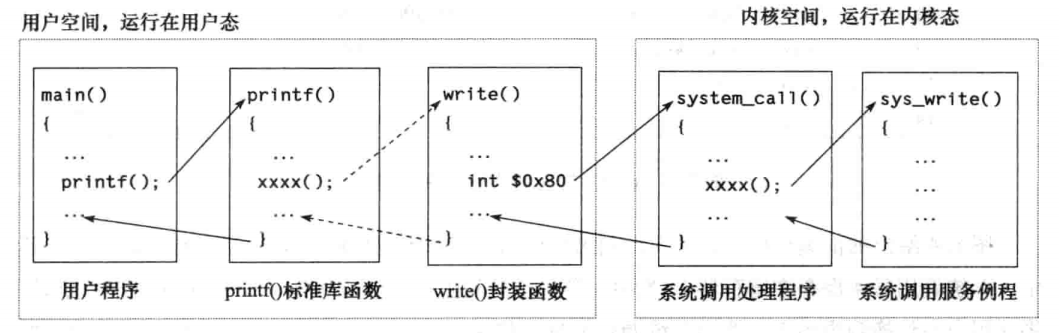 用户空间，运行在用户态
内核空间，运行在内核态
main()
{
...
printf();
...
}
用户程序
printf()
{
...
xxxx();
...
}
printf()标准库函数
write()
{
...
int $0x80
...
}
write()封装函数
system_call()
{
...
xxxx();
...
}
系统调用处理程序
sys_write()
{
...
...
...
}
系统调用服务例程